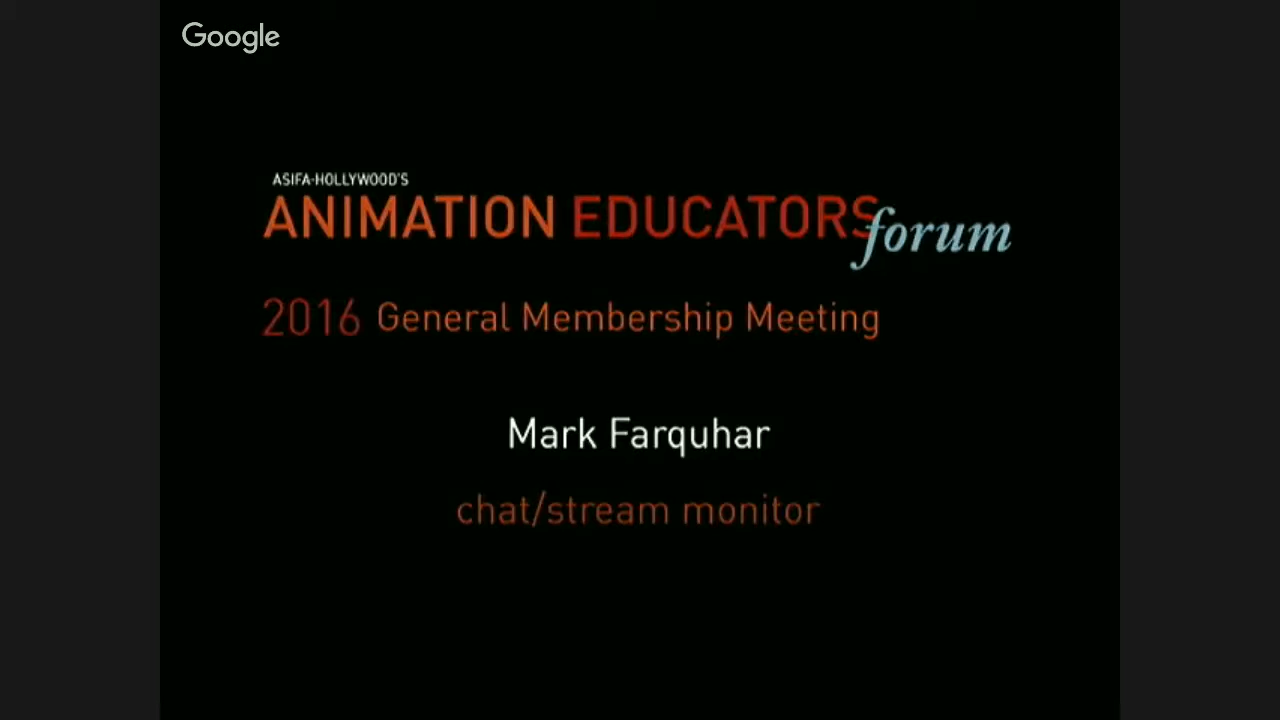 Google
ASIFA-HOLLYWOOD'S
ANIMATION EDUCATORS forum
2016 General Membership Meeting
Mark Farquhar
chat/stream monitor